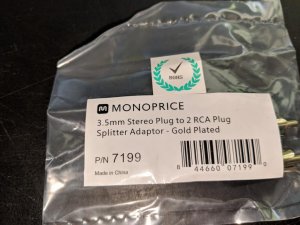 RoHS
MONOPRICE
3.5mm Stereo Plug to 2 RCA Plug
Splitter Adaptor - Gold Plated
P/N 7199
Made in China
8 44660 07199 0